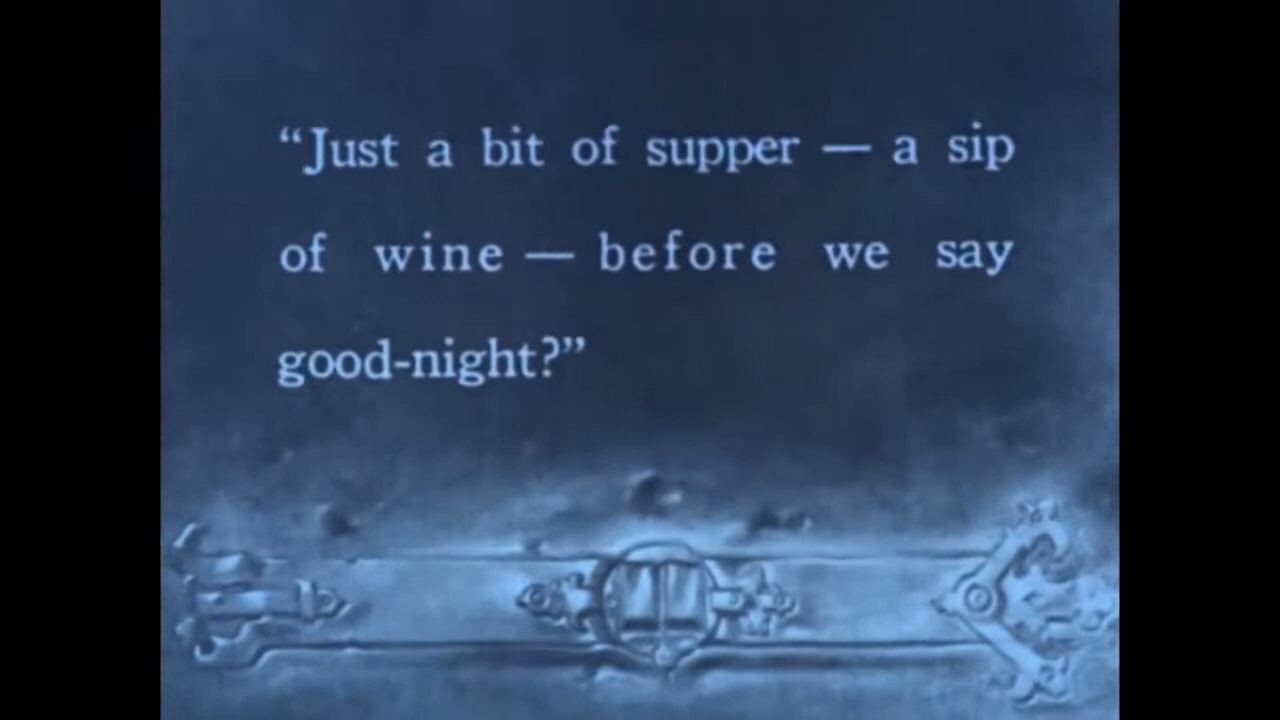 “Just a bit of supper — a sip
of wine — before we say
good-night?”